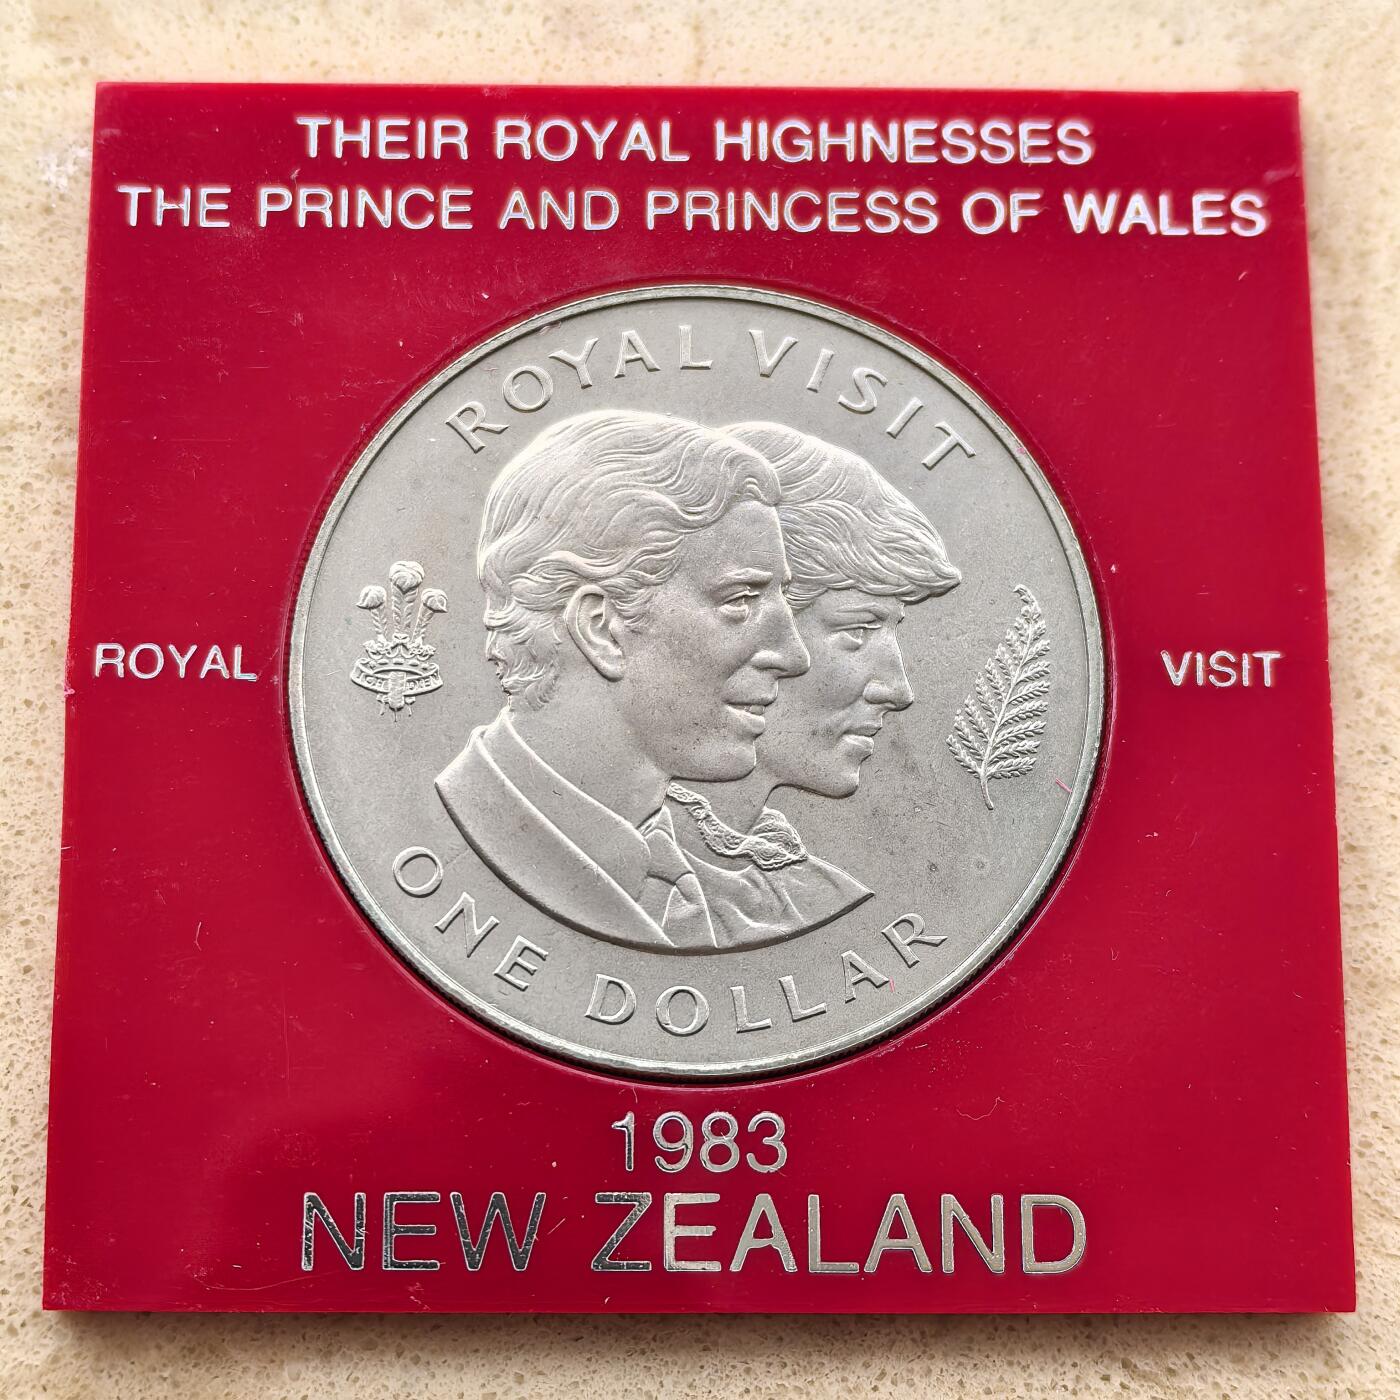 THEIR ROYAL HIGHNESSES
THE PRINCE AND PRINCESS OF WALES
ROYAL VISIT
ROYAL
VISIT
ONE DOLLAR
1983
NEW ZEALAND